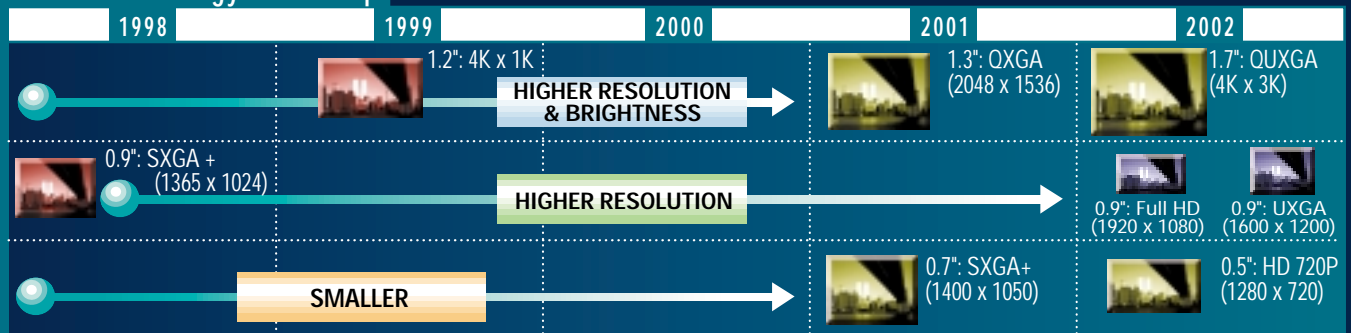 1998 1999 2000 2001 2002
1.2": 4K x 1K
HIGHER RESOLUTION
& BRIGHTNESS
1.3": QXGA
(2048 x 1536)
1.7": QUXGA
(4K x 3K)
0.9": SXGA +
(1365 x 1024)
HIGHER RESOLUTION
0.9": Full HD
(1920 x 1080)
0.9": UXGA
(1600 x 1200)
SMALLER
0.7": SXGA+
(1400 x 1050)
0.5": HD 720P
(1280 x 720)